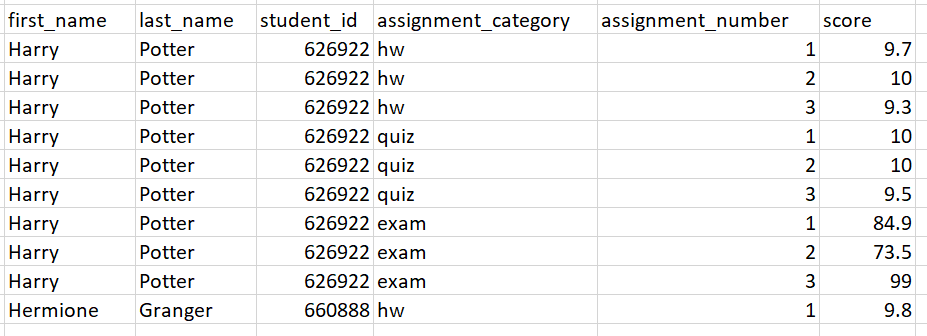 first_name last_name student_id assignment_category assignment_number score
Harry Potter 626922 hw 1 9.7
Harry Potter 626922 hw 2 10
Harry Potter 626922 hw 3 9.3
Harry Potter 626922 quiz 1 10
Harry Potter 626922 quiz 2 10
Harry Potter 626922 quiz 3 9.5
Harry Potter 626922 exam 1 84.9
Harry Potter 626922 exam 2 73.5
Harry Potter 626922 exam 3 99
Hermione Granger 660888 hw 1 9.8